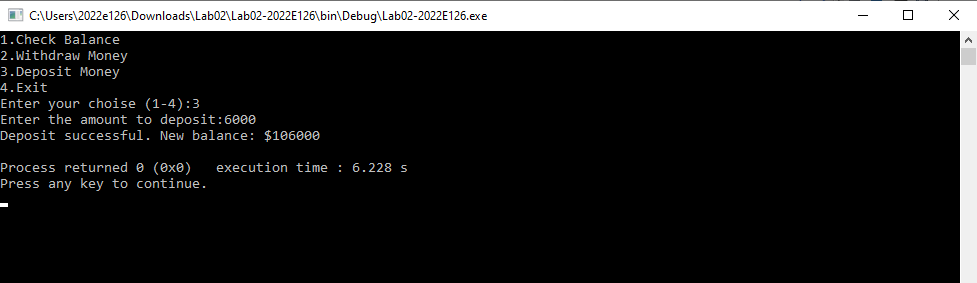 C:\Users\2022e126\Downloads\Lab02\Lab02-2022E126\bin\Debug\Lab02-2022E126.exe
1.Check Balance
2.Withdraw Money
3.Deposit Money
4.Exit
Enter your choise (1-4):3
Enter the amount to deposit:6000
Deposit successful. New balance: $106000
Process returned 0 (0x0)   execution time : 6.228 s
Press any key to continue.